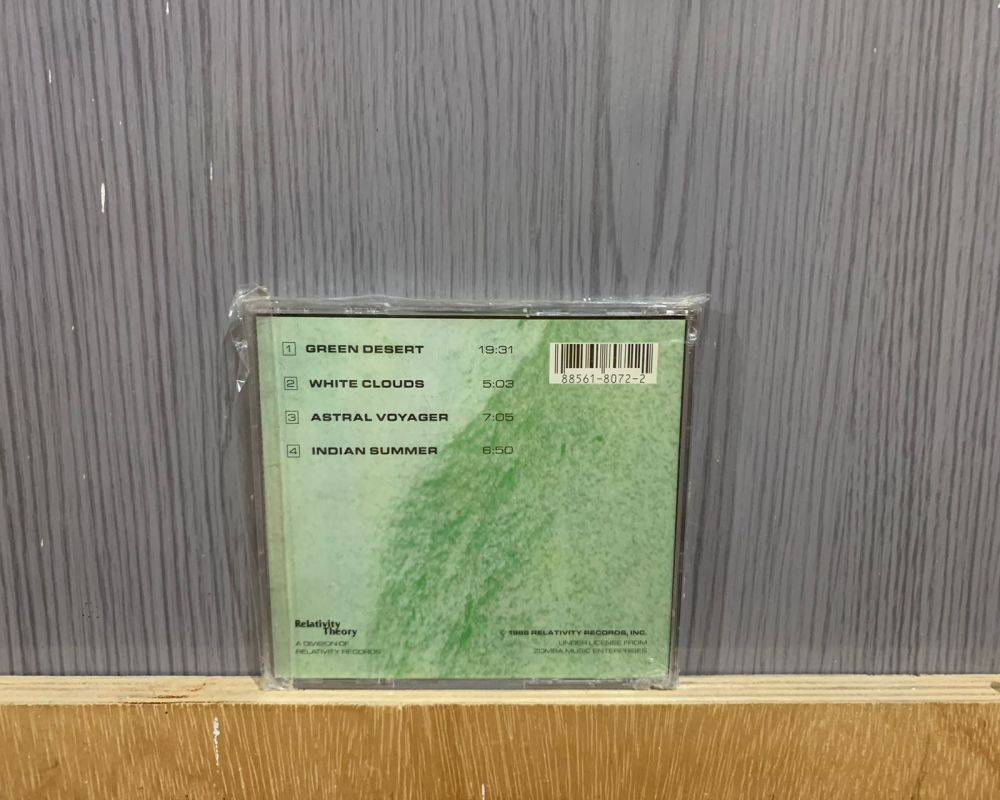 1 GREEN DESERT 19:31
2 WHITE CLOUDS 5:03
3 ASTRAL VOYAGER 7:05
4 INDIAN SUMMER 6:50
88561-8072-2
Relativity
Theory
A DIVISION OF
RELATIVITY RECORDS
© 1989 RELATIVITY RECORDS, INC.
UNDER LICENSE FROM
ZOMBA MUSIC ENTERPRISES